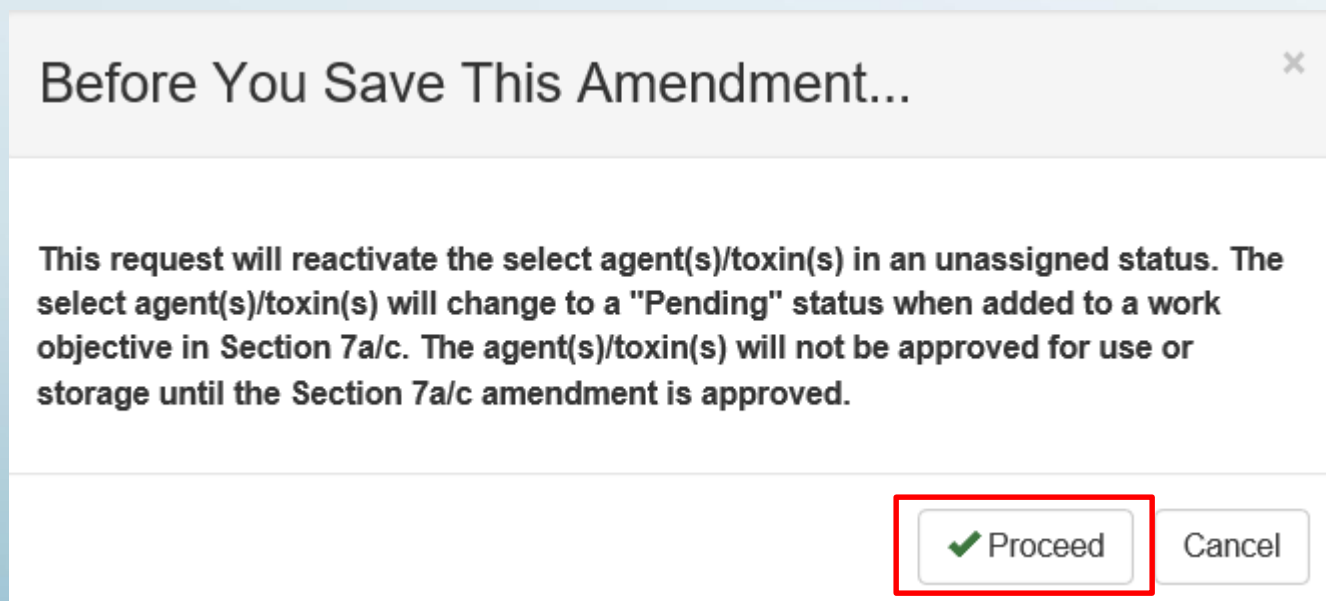 Before You Save This Amendment...
×
This request will reactivate the select agent(s)/toxin(s) in an unassigned status. The
select agent(s)/toxin(s) will change to a "Pending" status when added to a work
objective in Section 7a/c. The agent(s)/toxin(s) will not be approved for use or
storage until the Section 7a/c amendment is approved.
Proceed
Cancel